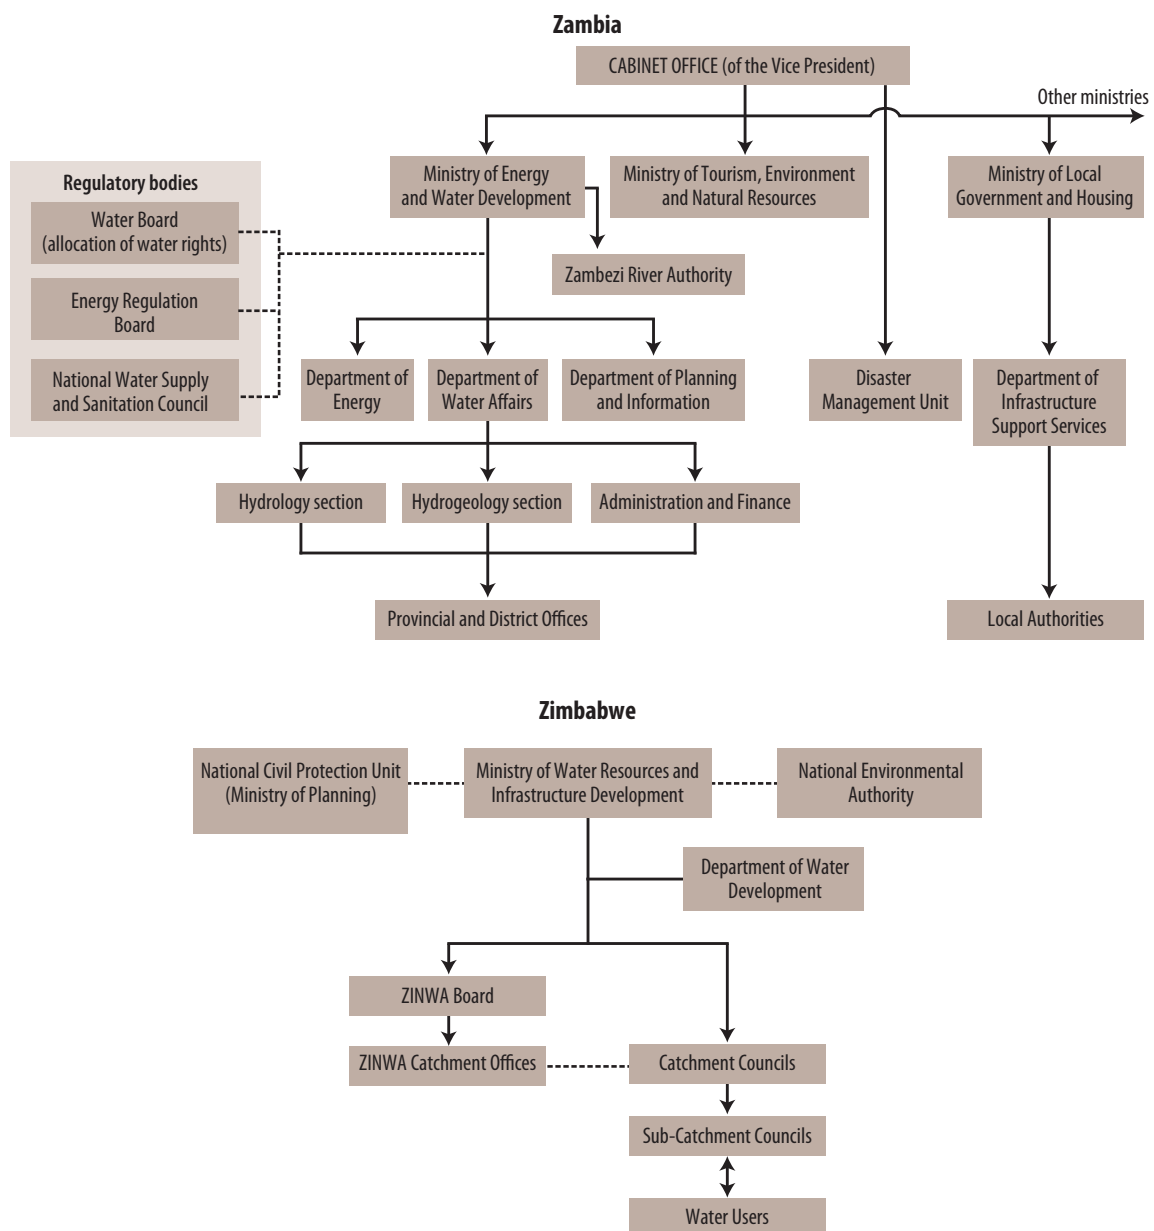 Zambia
CABINET OFFICE (of the Vice President)
Other ministries
Regulatory bodies
Water Board
(allocation of water rights)
Energy Regulation
Board
National Water Supply
and Sanitation Council
Ministry of Energy
and Water Development
Ministry of Tourism, Environment
and Natural Resources
Ministry of Local
Government and Housing
Zambezi River Authority
Department of
Energy
Department of
Water Affairs
Department of Planning
and Information
Disaster
Management Unit
Department of
Infrastructure
Support Services
Hydrology section
Hydrogeology section
Administration and Finance
Provincial and District Offices
Local Authorities
Zimbabwe
National Civil Protection Unit
(Ministry of Planning)
Ministry of Water Resources and
Infrastructure Development
National Environmental
Authority
Department of Water
Development
ZINWA Board
ZINWA Catchment Offices
Catchment Councils
Sub-Catchment Councils
Water Users